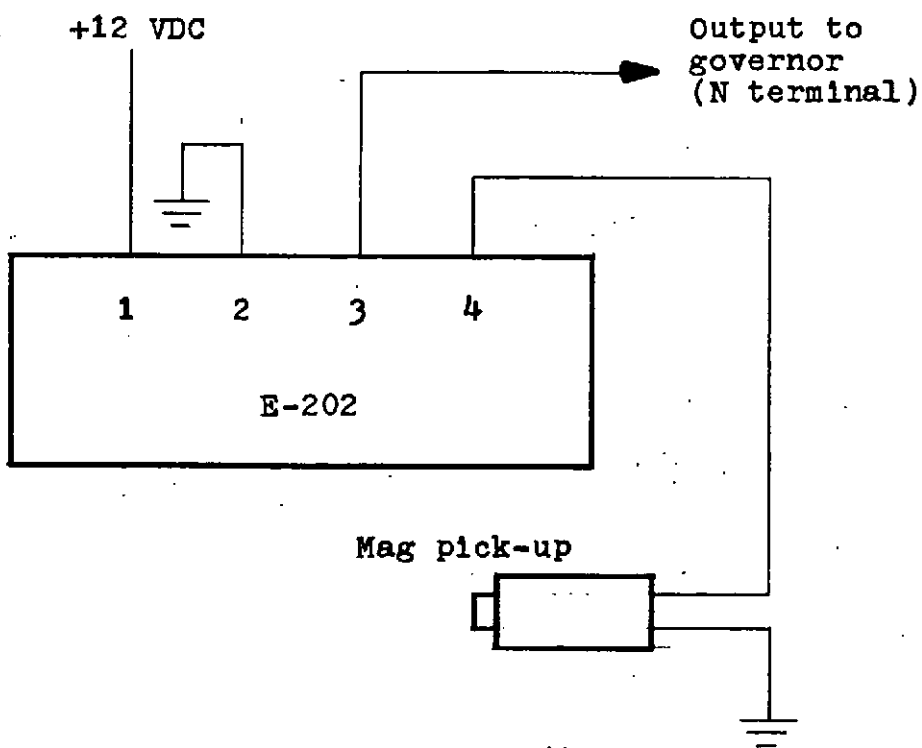 +12 VDC
Output to
governor
(N terminal)
1 2 3 4
E-202
Mag pick-up